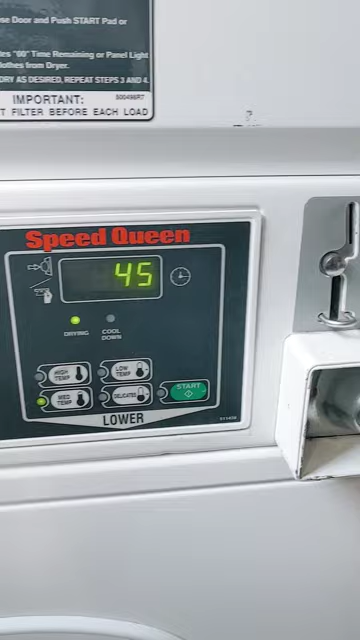 se Door and Push START Pad or
es "00" Time Remaining or Panel Light
lothes from Dryer.
DRY AS DESIRED, REPEAT STEPS 3 AND 4.
IMPORTANT:
500498R7
T FILTER BEFORE EACH LOAD
Speed Queen
45
DRYING
COOL DOWN
HIGH TEMP
LOW TEMP
MED TEMP
DELICATES
START
LOWER